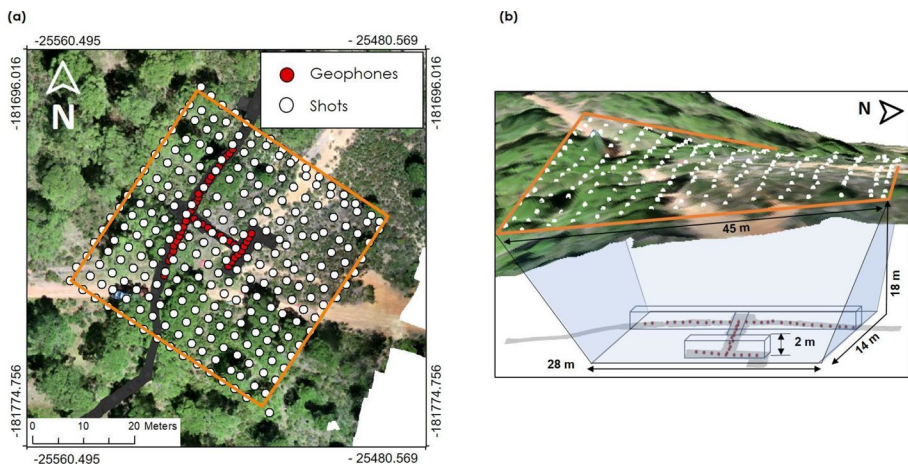 (a)
(b)
-25560.495
- 25480.569
-181696.016
-181696.016
N
Geophones
Shots
N
45 m
18 m
2 m
14 m
28 m
-181774.756
-181774.756
0
10
20 Meters
-25560.495
- 25480.569